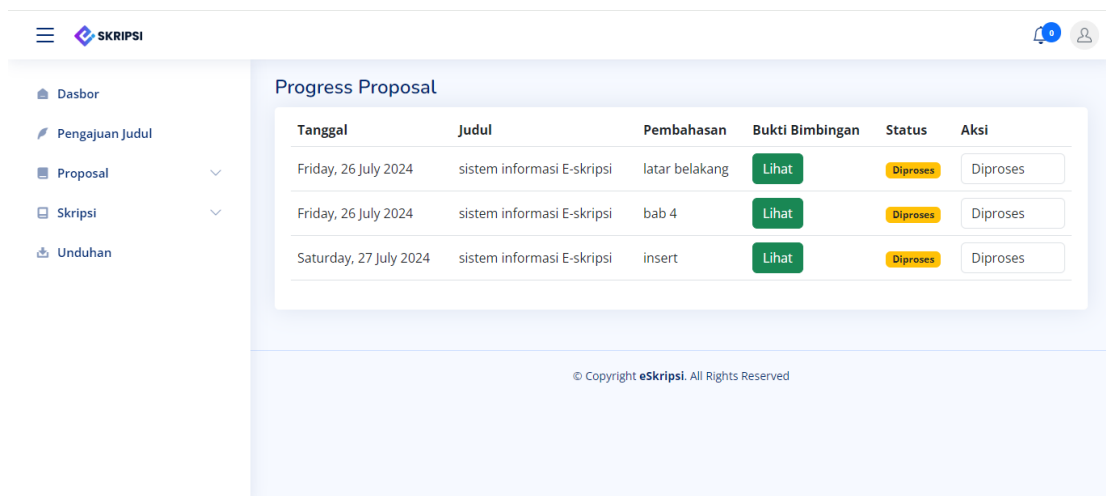 SKRIPSI
0
Dasbor
Pengajuan Judul
Proposal
Skripsi
Unduhan
Progress Proposal
Tanggal Judul Pembahasan Bukti Bimbingan Status Aksi
Friday, 26 July 2024 sistem informasi E-skripsi latar belakang Lihat Diproses Diproses
Friday, 26 July 2024 sistem informasi E-skripsi bab 4 Lihat Diproses Diproses
Saturday, 27 July 2024 sistem informasi E-skripsi insert Lihat Diproses Diproses
© Copyright eSkripsi. All Rights Reserved